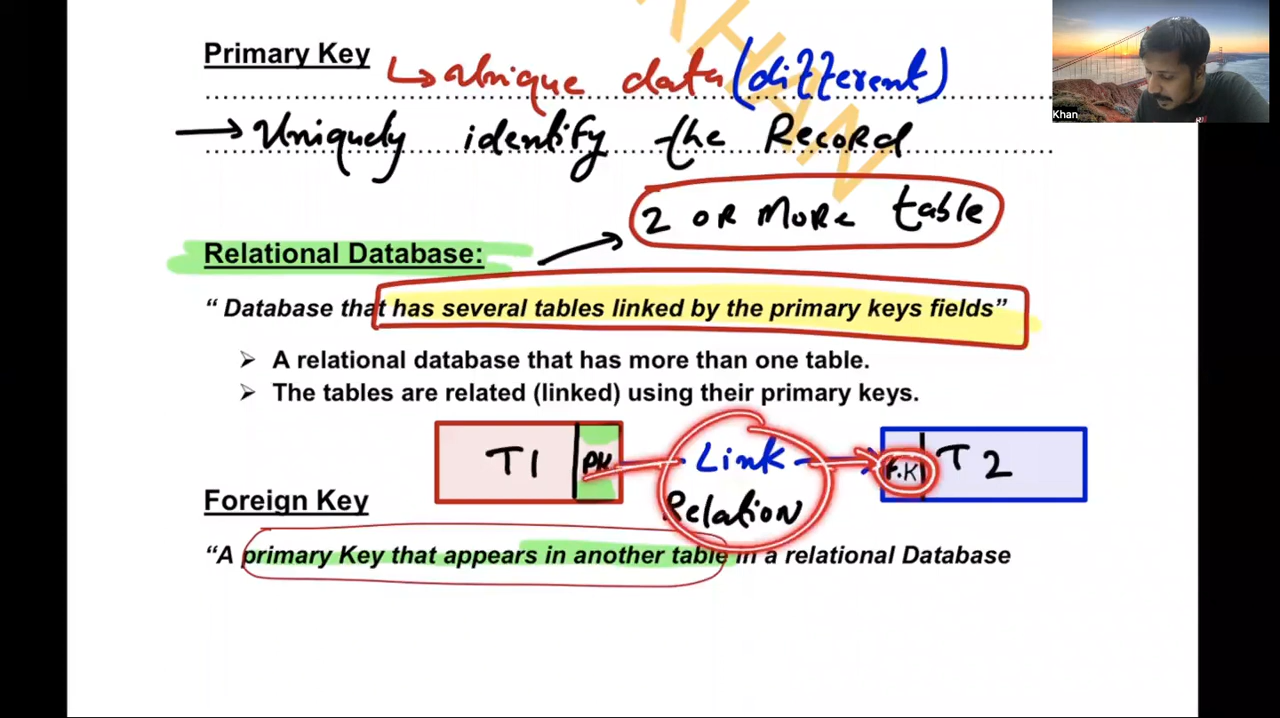 KHAN
Primary Key
↳ unique data (different)
→ Uniquely identify the Record
2 OR MORE table
Relational Database:
“ Database that has several tables linked by the primary keys fields”
➢ A relational database that has more than one table.
➢ The tables are related (linked) using their primary keys.
T1 PK Link F.K T2
Relation
Foreign Key
“A primary Key that appears in another table in a relational Database
Khan